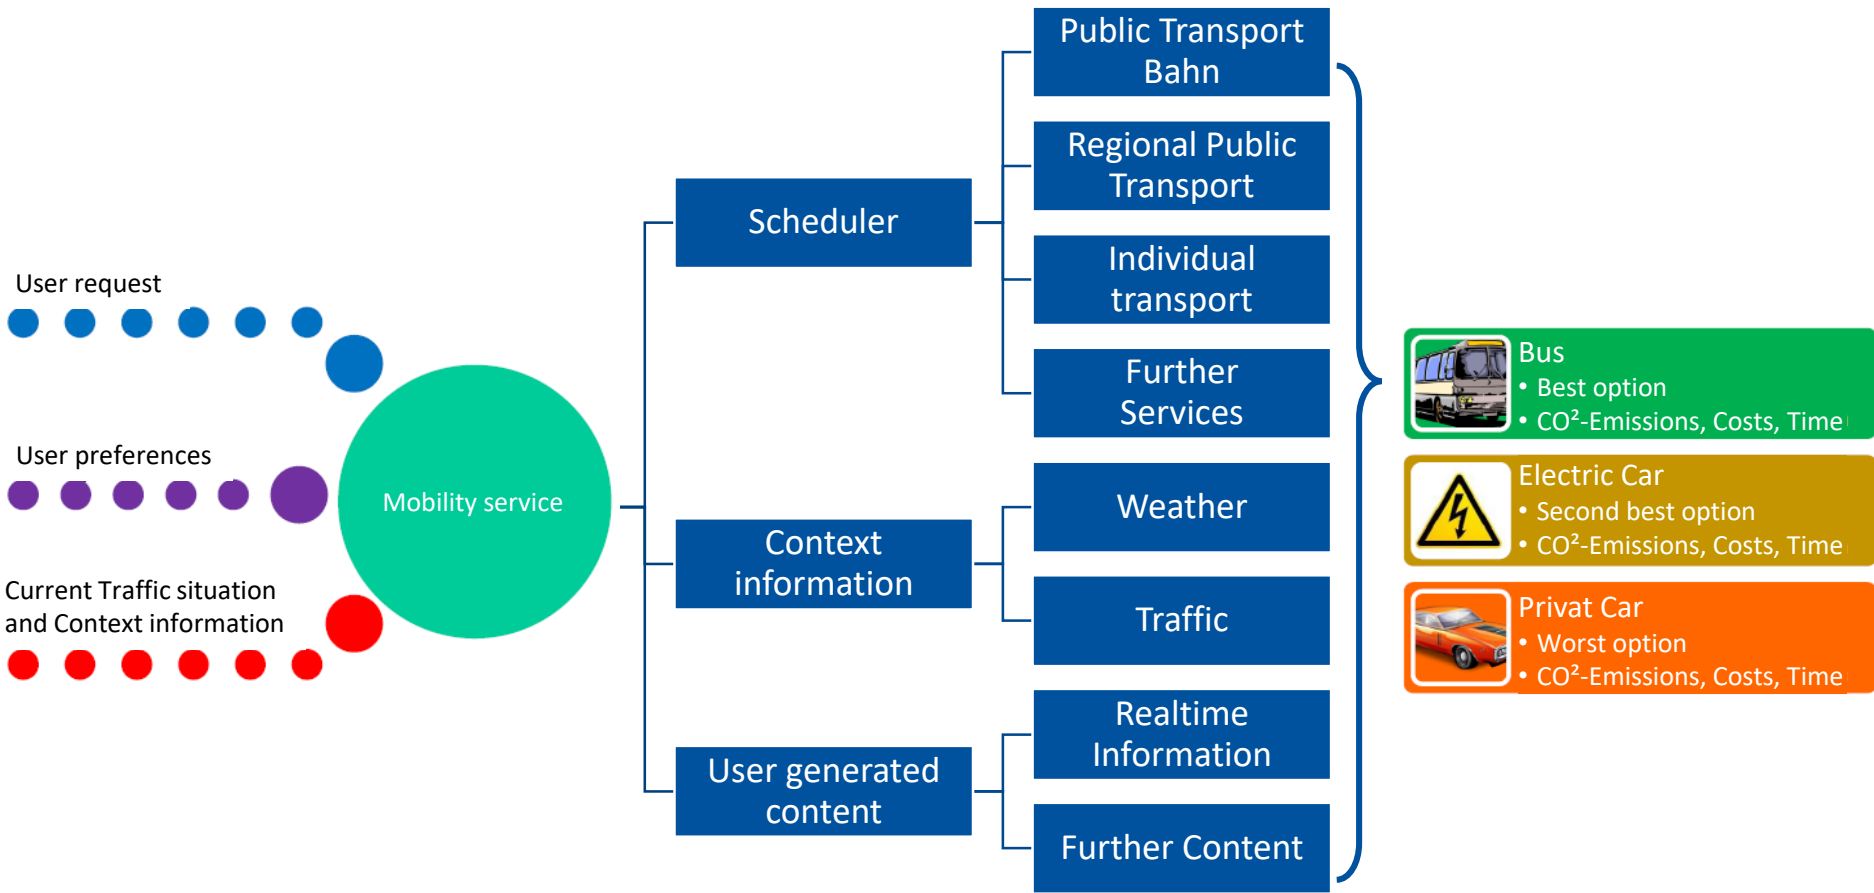 User request
User preferences
Current Traffic situation
and Context information
Mobility service
Scheduler
Context
information
User generated
content
Public Transport
Bahn
Regional Public
Transport
Individual
transport
Further
Services
Weather
Traffic
Realtime
Information
Further Content
Bus
• Best option
• CO²-Emissions, Costs, Time
Electric Car
• Second best option
• CO²-Emissions, Costs, Time
Privat Car
• Worst option
• CO²-Emissions, Costs, Time